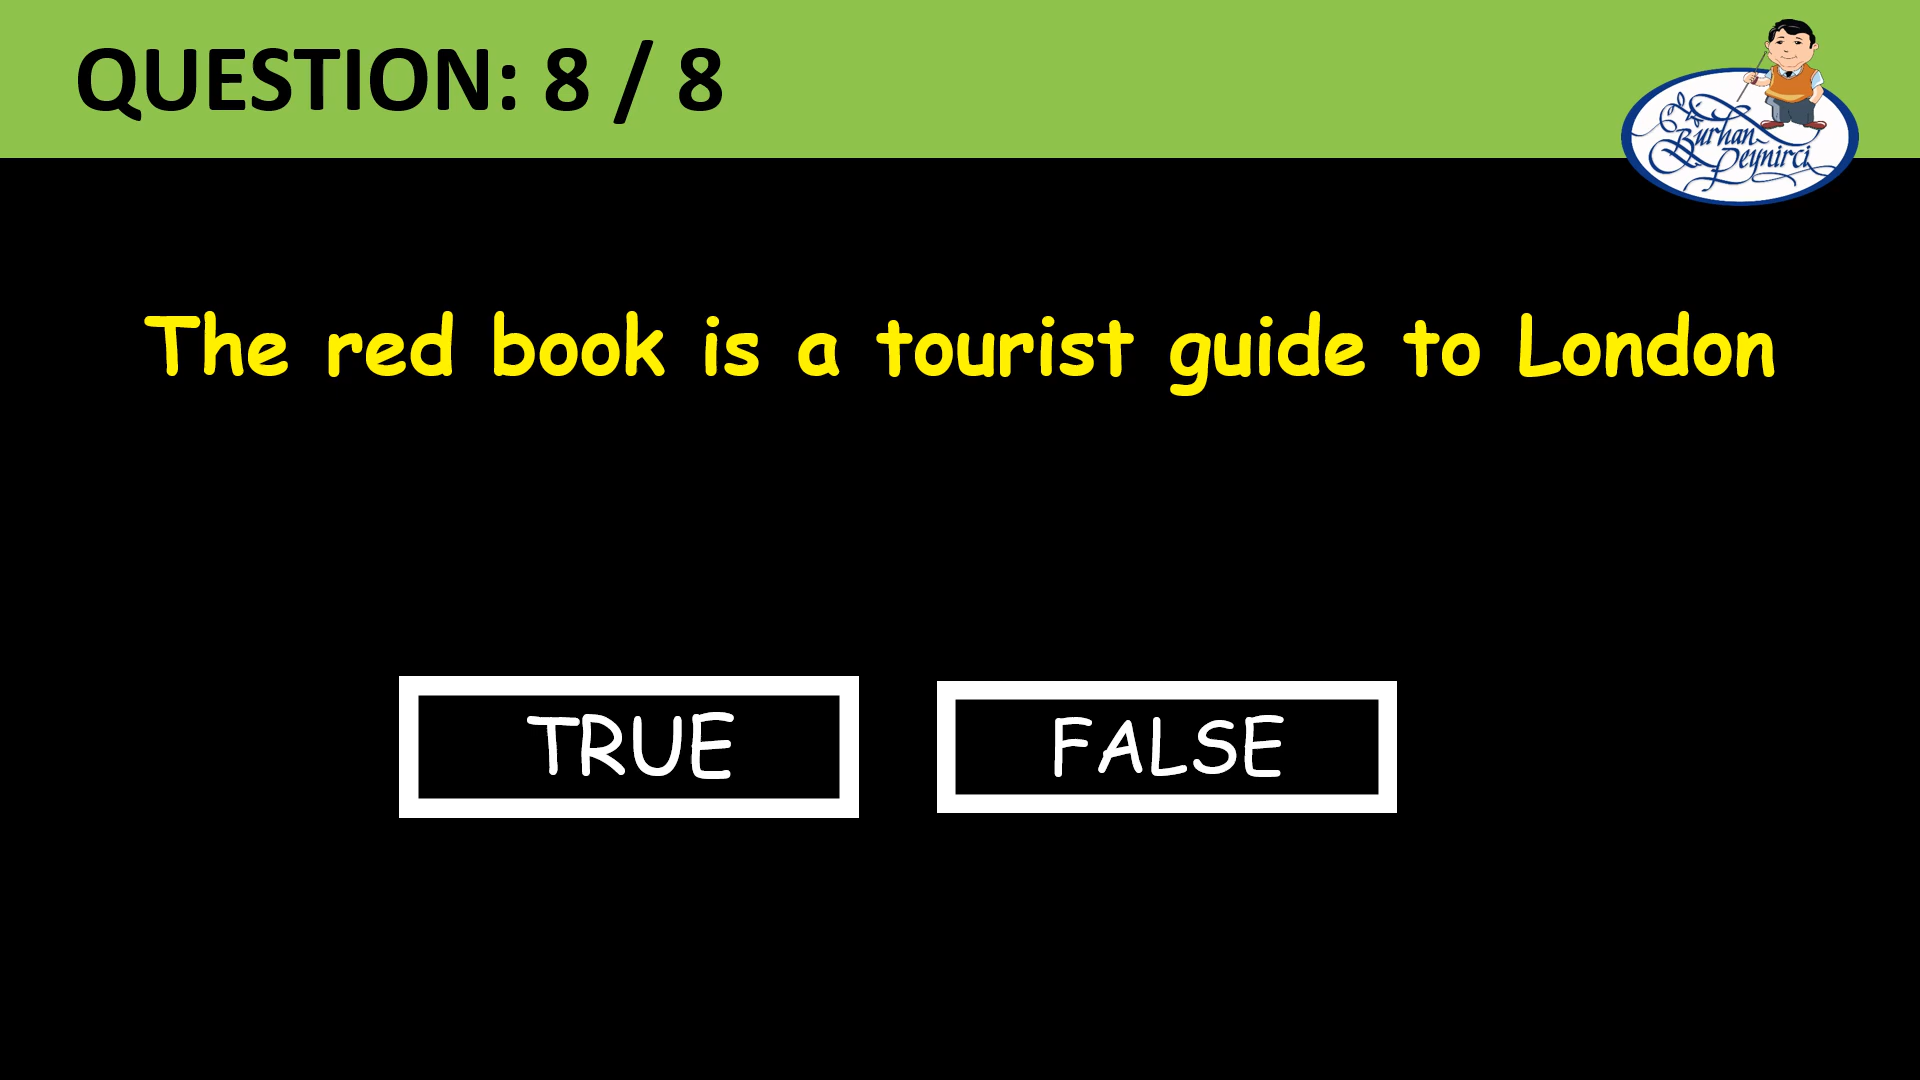 QUESTION: 8 / 8
Burhan
Peynirci
The red book is a tourist guide to London
TRUE
FALSE